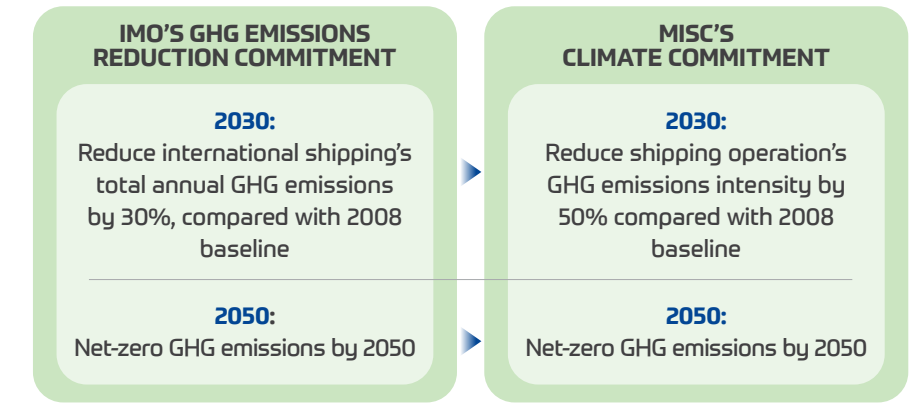 IMO'S GHG EMISSIONS
REDUCTION COMMITMENT
2030:
Reduce international shipping's
total annual GHG emissions
by 30%, compared with 2008
baseline
2050:
Net-zero GHG emissions by 2050
MISC'S
CLIMATE COMMITMENT
2030:
Reduce shipping operation's
GHG emissions intensity by
50% compared with 2008
baseline
2050:
Net-zero GHG emissions by 2050